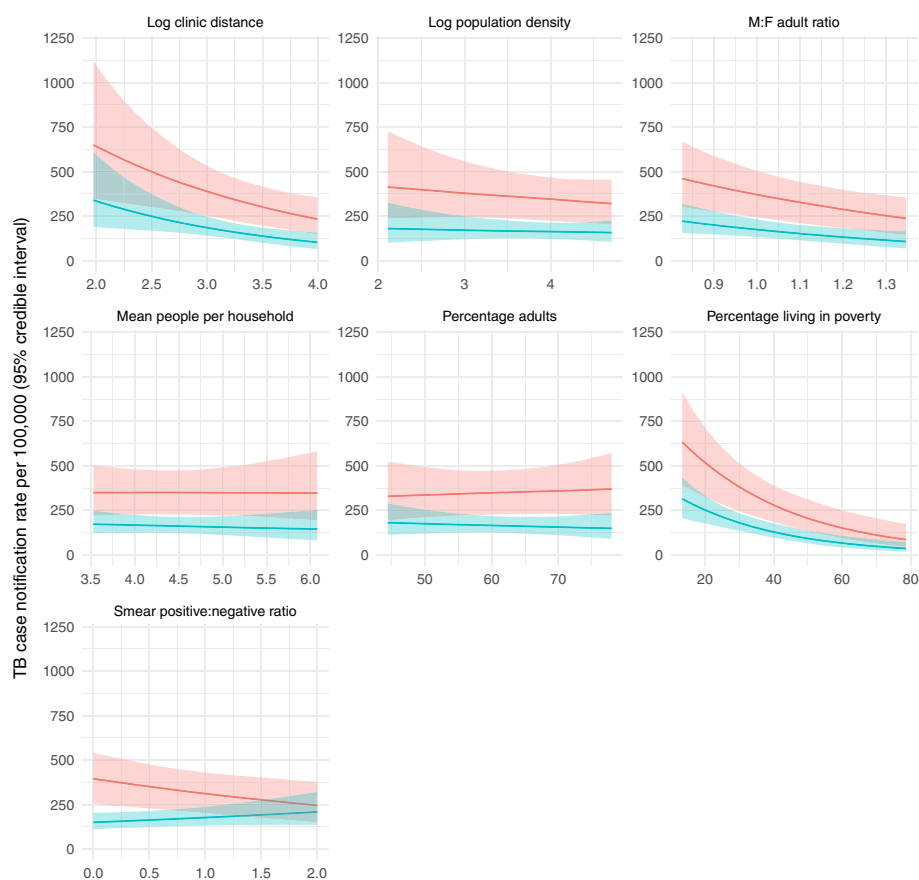 Log clinic distance
Log population density
M:F adult ratio
1250
1000
750
500
250
0
2.0 2.5 3.0 3.5 4.0
1250
1000
750
500
250
0
2 3 4
1250
1000
750
500
250
0
0.9 1.0 1.1 1.2 1.3
TB case notification rate per 100,000 (95% credible interval)
Mean people per household
Percentage adults
Percentage living in poverty
1250
1000
750
500
250
0
3.5 4.0 4.5 5.0 5.5 6.0
1250
1000
750
500
250
0
50 60 70
1250
1000
750
500
250
0
20 40 60 80
Smear positive:negative ratio
1250
1000
750
500
250
0
0.0 0.5 1.0 1.5 2.0